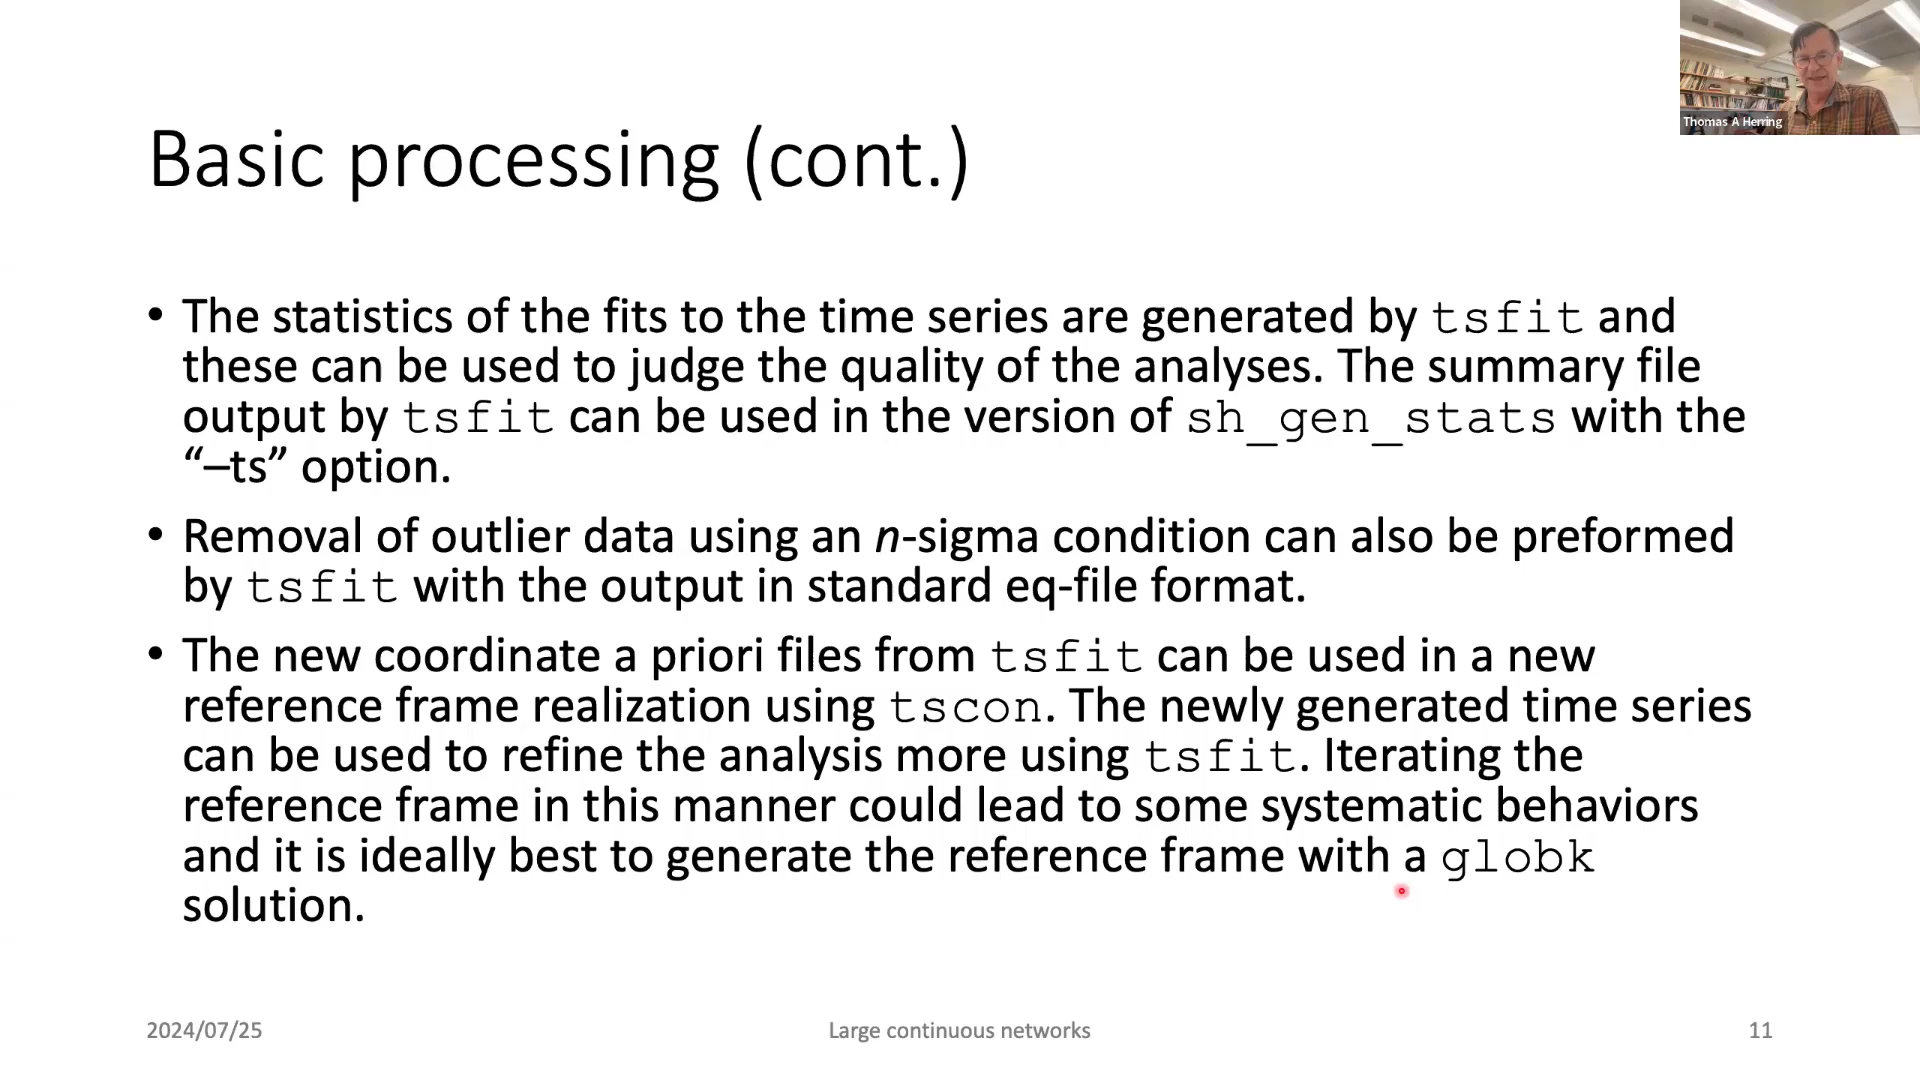 Thomas A Herring
Basic processing (cont.)
• The statistics of the fits to the time series are generated by tsfit and
these can be used to judge the quality of the analyses. The summary file
output by tsfit can be used in the version of sh_gen_stats with the
“–ts” option.
• Removal of outlier data using an n-sigma condition can also be preformed
by tsfit with the output in standard eq-file format.
• The new coordinate a priori files from tsfit can be used in a new
reference frame realization using tscon. The newly generated time series
can be used to refine the analysis more using tsfit. Iterating the
reference frame in this manner could lead to some systematic behaviors
and it is ideally best to generate the reference frame with a globk
solution.
2024/07/25
Large continuous networks
11